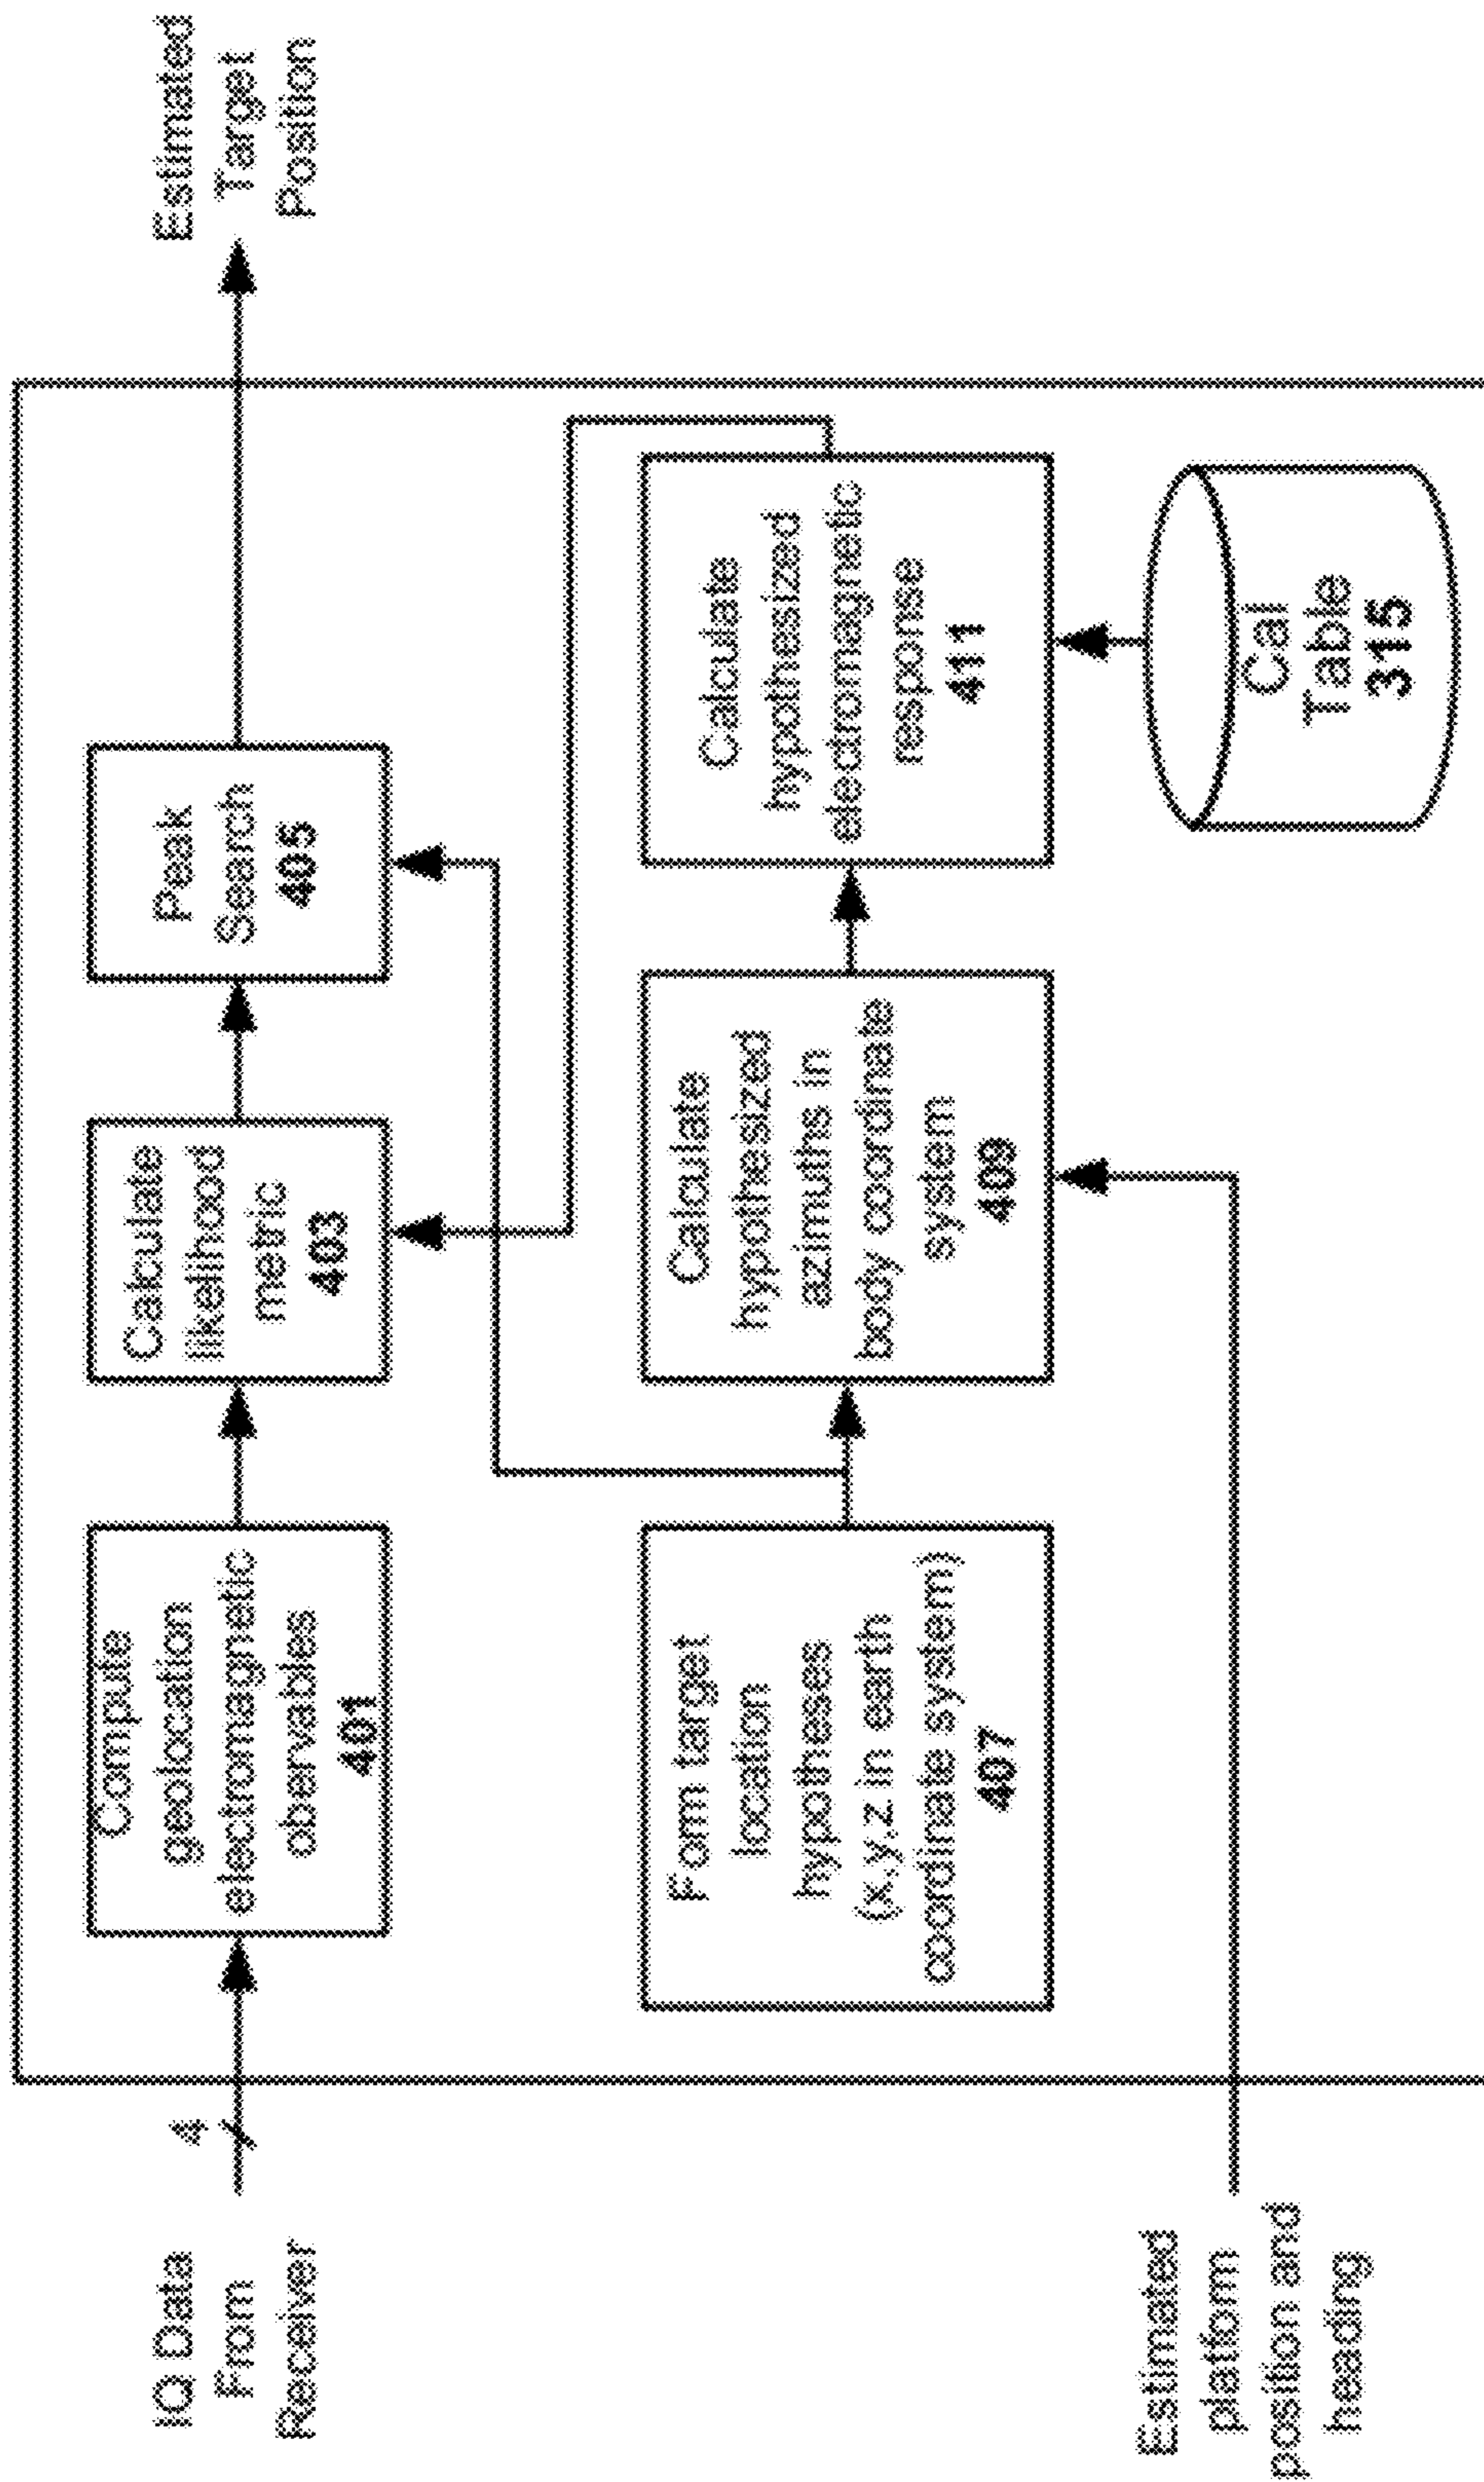 IQ Data
From
Receiver
4
Compute
geolocation
electromagnetic
obervables
401
Calculate
likelihood
metric
403
Peak
Search
405
Estimated
Target
Position
Form target
location
hypotheses
(x,y,z in earth
coordinate system)
407
Calculate
hypothesized
azimuths in
body coordinate
system
409
Calculate
hypothesized
electromagnetic
response
411
Estimated
platform
position and
heading
Cal
Table
315